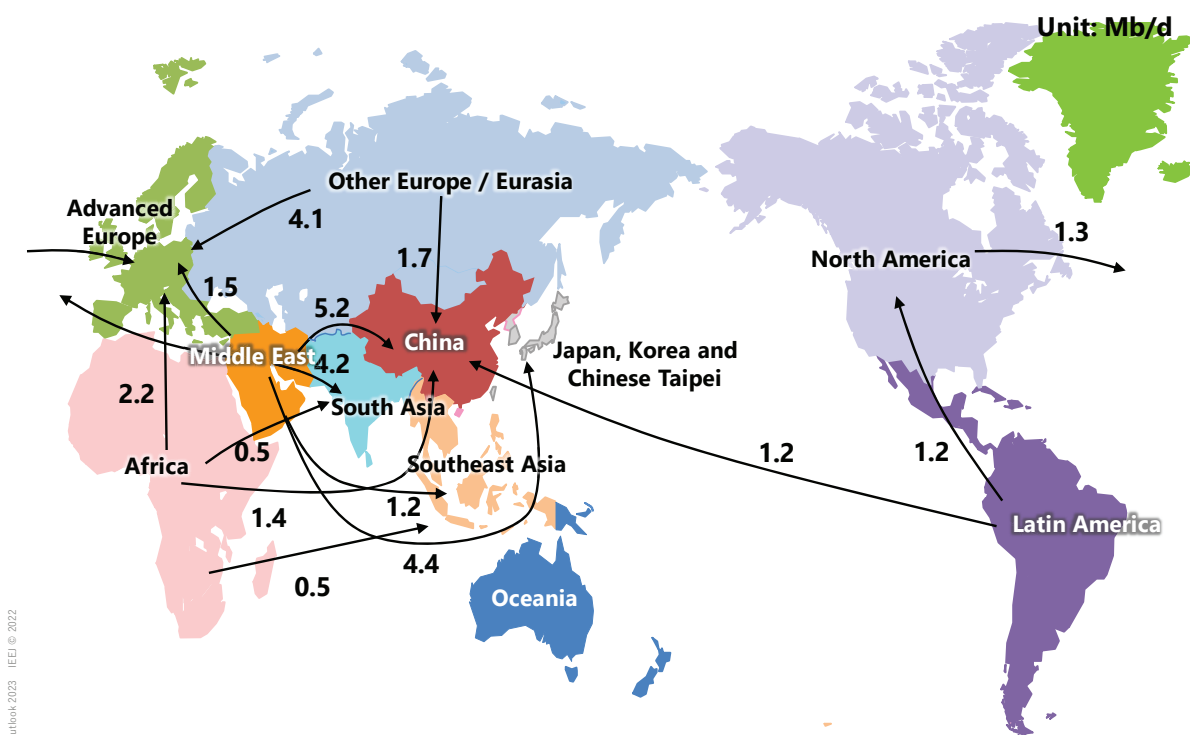 Unit: Mb/d
Other Europe / Eurasia
Advanced
Europe
4.1
1.7
1.3
North America
1.5
5.2
China
Middle East
4.2
Japan, Korea and
Chinese Taipei
2.2
South Asia
0.5
1.2
1.2
Africa
Southeast Asia
1.2
1.4
Latin America
4.4
0.5
Oceania
utlook 2023 IEEJ © 2022